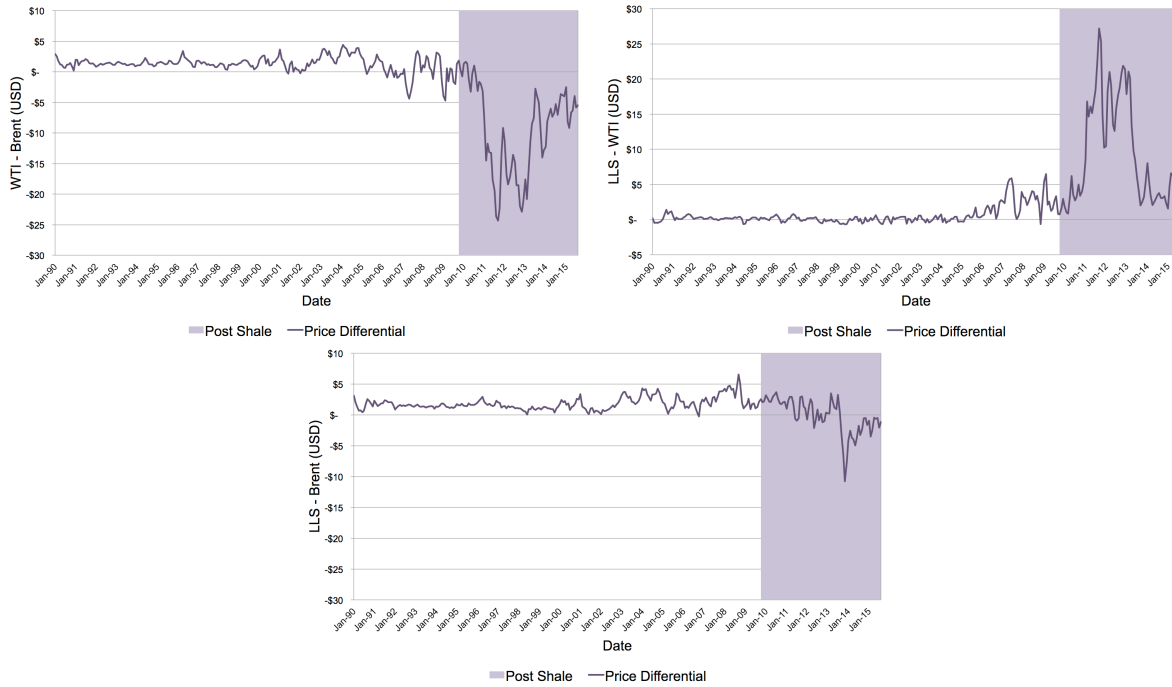 $10
$5
$-
-$5
-$10
-$15
-$20
-$25
-$30
WTI - Brent (USD)
Jan-90 Jan-91 Jan-92 Jan-93 Jan-94 Jan-95 Jan-96 Jan-97 Jan-98 Jan-99 Jan-00 Jan-01 Jan-02 Jan-03 Jan-04 Jan-05 Jan-06 Jan-07 Jan-08 Jan-09 Jan-10 Jan-11 Jan-12 Jan-13 Jan-14 Jan-15
Date
Post Shale Price Differential
$30
$25
$20
$15
$10
$5
$-
-$5
LLS - WTI (USD)
Jan-90 Jan-91 Jan-92 Jan-93 Jan-94 Jan-95 Jan-96 Jan-97 Jan-98 Jan-99 Jan-00 Jan-01 Jan-02 Jan-03 Jan-04 Jan-05 Jan-06 Jan-07 Jan-08 Jan-09 Jan-10 Jan-11 Jan-12 Jan-13 Jan-14 Jan-15
Date
Post Shale Price Differential
$10
$5
$-
-$5
-$10
-$15
-$20
-$25
-$30
LLS - Brent (USD)
Jan-90 Jan-91 Jan-92 Jan-93 Jan-94 Jan-95 Jan-96 Jan-97 Jan-98 Jan-99 Jan-00 Jan-01 Jan-02 Jan-03 Jan-04 Jan-05 Jan-06 Jan-07 Jan-08 Jan-09 Jan-10 Jan-11 Jan-12 Jan-13 Jan-14 Jan-15
Date
Post Shale Price Differential